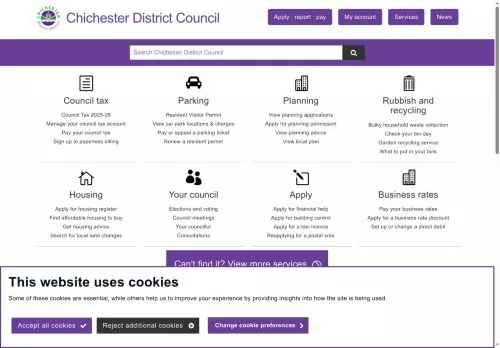 CHICHESTER
Chichester District Council
Apply · report · pay
My account
Services
News
Search Chichester District Council
Council tax
Council Tax 2025-26
Manage your council tax account
Pay your council tax
Sign up to paperless billing
Parking
Resident Visitor Permit
View car park locations & charges
Pay or appeal a parking ticket
Renew a resident permit
Planning
View planning applications
Apply for planning permission
View planning advice
View local plan
Rubbish and
recycling
Bulky household waste collection
Check your bin day
Garden recycling service
What to put in your bins
Housing
Apply for housing register
Find affordable housing to buy
Get housing advice
Search for local land changes
Your council
Elections and voting
Council meetings
Your councillor
Consultations
Apply
Apply for financial help
Apply for building control
Apply for a taxi licence
Reapplying for a postal vote
Business rates
Pay your business rates
Apply for a business rate discount
Set up or change a direct debit
Can't find it? View more services
This website uses cookies
Some of these cookies are essential, while others help us to improve your experience by providing insights into how the site is being used.
Accept all cookies
Reject additional cookies
Change cookie preferences